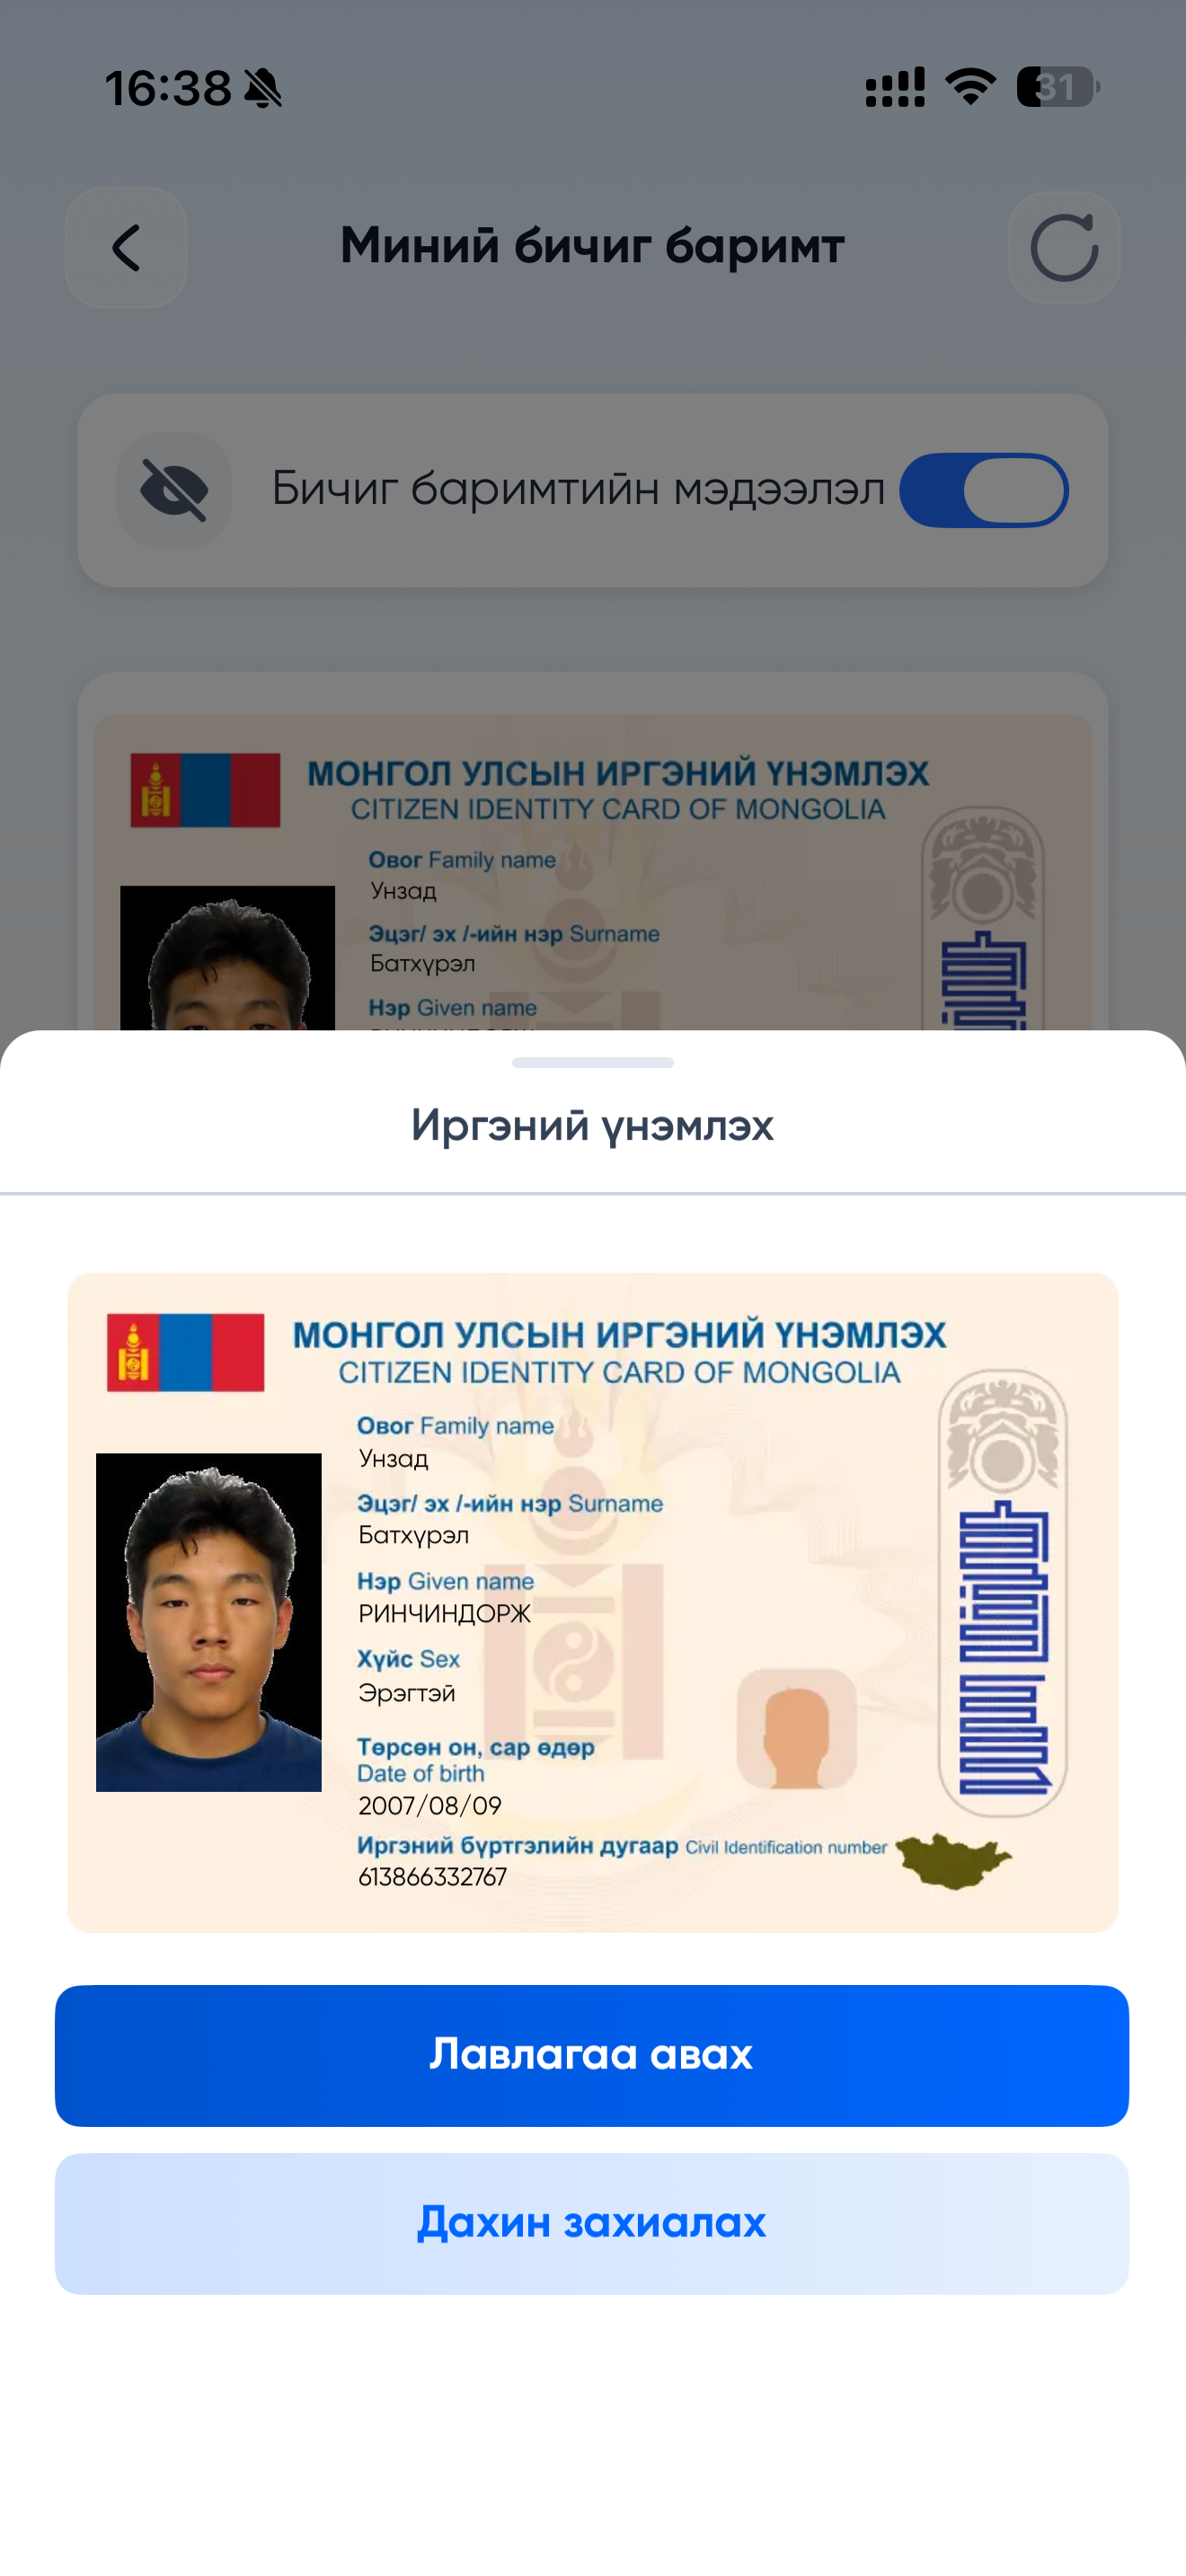 16:38
31
Миний бичиг баримт
Бичиг баримтийн мэдээлэл
МОНГОЛ УЛСЫН ИРГЭНИЙ ҮНЭМЛЭХ
CITIZEN IDENTITY CARD OF MONGOLIA
Овог Family name
Унзад
Эцэг/ эх /-ийн нэр Surname
Батхүрэл
Нэр Given name
Иргэний үнэмлэх
МОНГОЛ УЛСЫН ИРГЭНИЙ ҮНЭМЛЭХ
CITIZEN IDENTITY CARD OF MONGOLIA
Овог Family name
Унзад
Эцэг/ эх /-ийн нэр Surname
Батхүрэл
Нэр Given name
РИНЧИНДОРЖ
Хүйс Sex
Эрэгтэй
Төрсөн он, сар өдөр
Date of birth
2007/08/09
Иргэний бүртгэлийн дугаар Civil Identification number
613866332767
Лавлагаа авах
Дахин захиалах